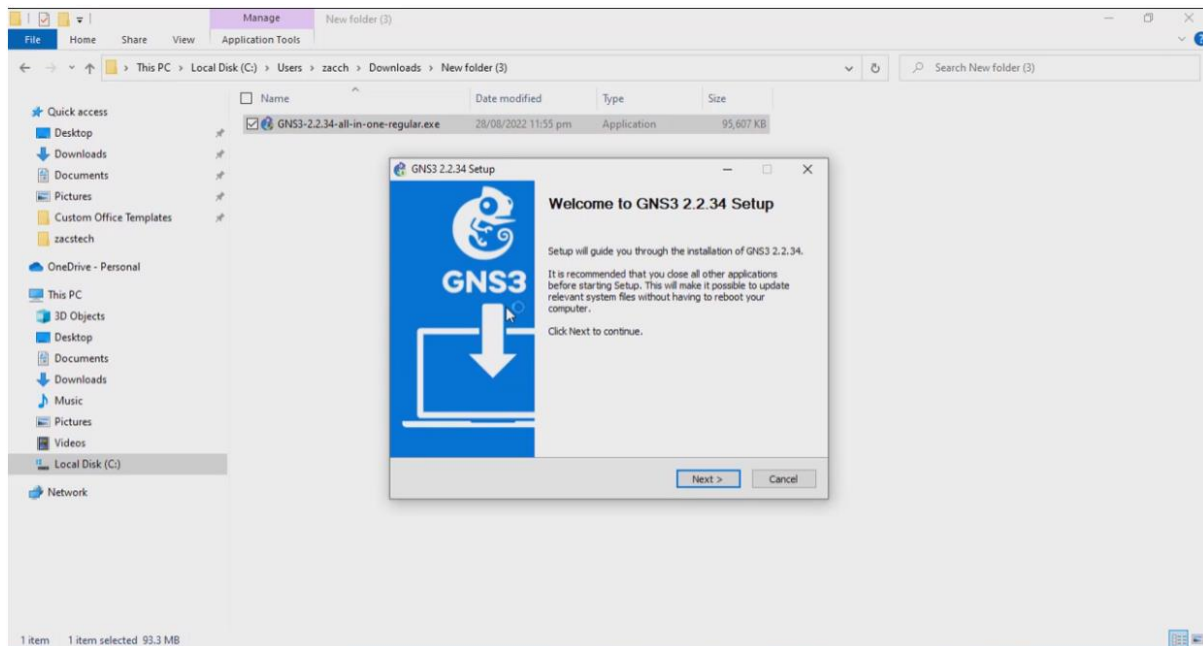 Manage
New folder (3)
File Home Share View Application Tools
This PC > Local Disk (C:) > Users > zacch > Downloads > New folder (3)
Search New folder (3)
Name Date modified Type Size
GNS3-2.2.34-all-in-one-regular.exe 28/08/2022 11:55 pm Application 95,607 KB
Quick access
Desktop
Downloads
Documents
Pictures
Custom Office Templates
zacstech
OneDrive - Personal
This PC
3D Objects
Desktop
Documents
Downloads
Music
Pictures
Videos
Local Disk (C:)
Network
GNS3 2.2.34 Setup
GNS3
Welcome to GNS3 2.2.34 Setup
Setup will guide you through the installation of GNS3 2.2.34.
It is recommended that you close all other applications
before starting Setup. This will make it possible to update
relevant system files without having to reboot your
computer.
Click Next to continue.
Next > Cancel
1 item 1 item selected 93.3 MB